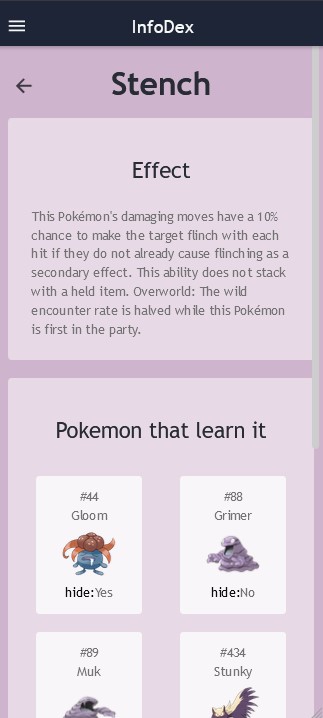 InfoDex
Stench
Effect
This Pokémon's damaging moves have a 10%
chance to make the target flinch with each
hit if they do not already cause flinching as a
secondary effect. This ability does not stack
with a held item. Overworld: The wild
encounter rate is halved while this Pokémon
is first in the party.
Pokemon that learn it
#44
Gloom
hide:Yes
#88
Grimer
hide:No
#89
Muk
#434
Stunky